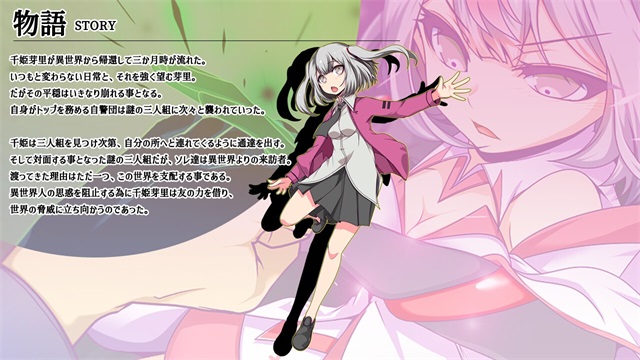 物語 STORY
千姫芽里が異世界から帰還して三か月時が流れた。
いつもと変わらない日常と、それを強く望む芽里。
だがその平穏はいきなり崩れる事となる。
自身がトップを務める自警団は謎の三人組に次々と襲われていった。
千姫は三人組を見つけ次第、自分の所へと連れてくるように通達を出す。
そして対面する事となった謎の三人組だが、ソレ達は異世界よりの来訪者。
渡ってきた理由はただ一つ、この世界を支配する事である。
異世界人の思惑を阻止する為に千姫芽里は友の力を借り、
世界の脅威に立ち向かうのであった。